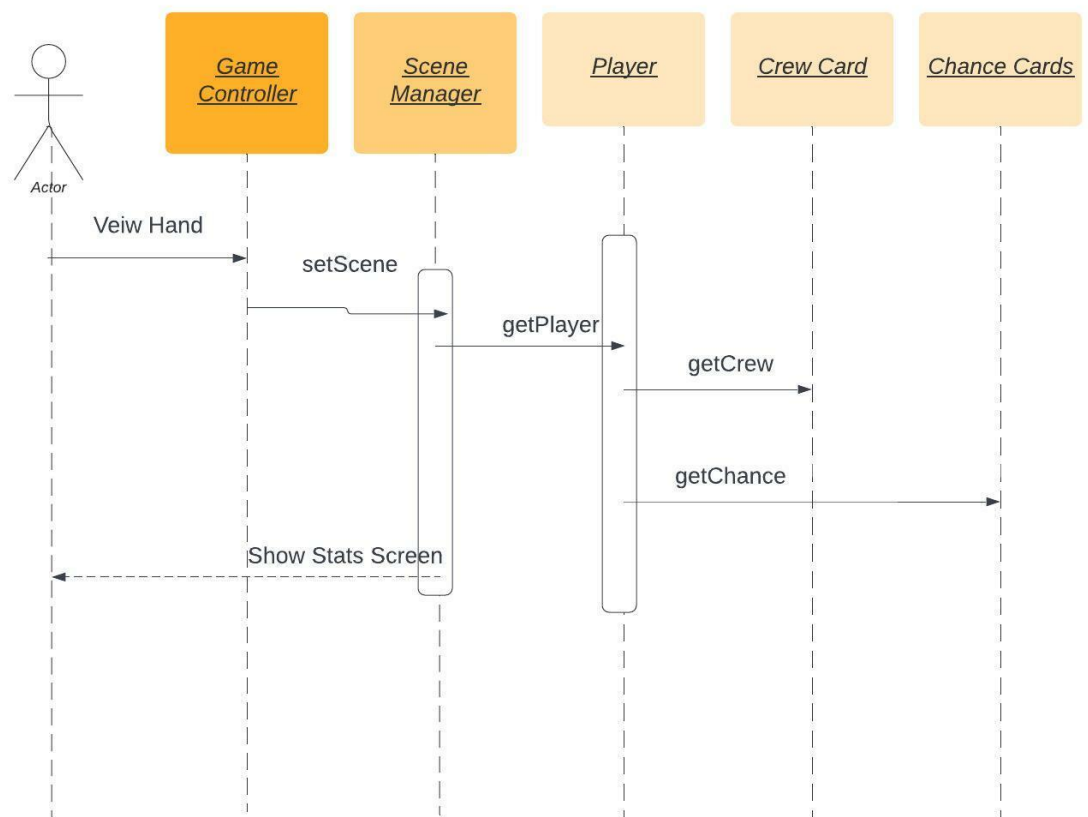 Game
Controller
Scene
Manager
Player
Crew Card
Chance Cards
Actor
Veiw Hand
setScene
getPlayer
getCrew
getChance
Show Stats Screen